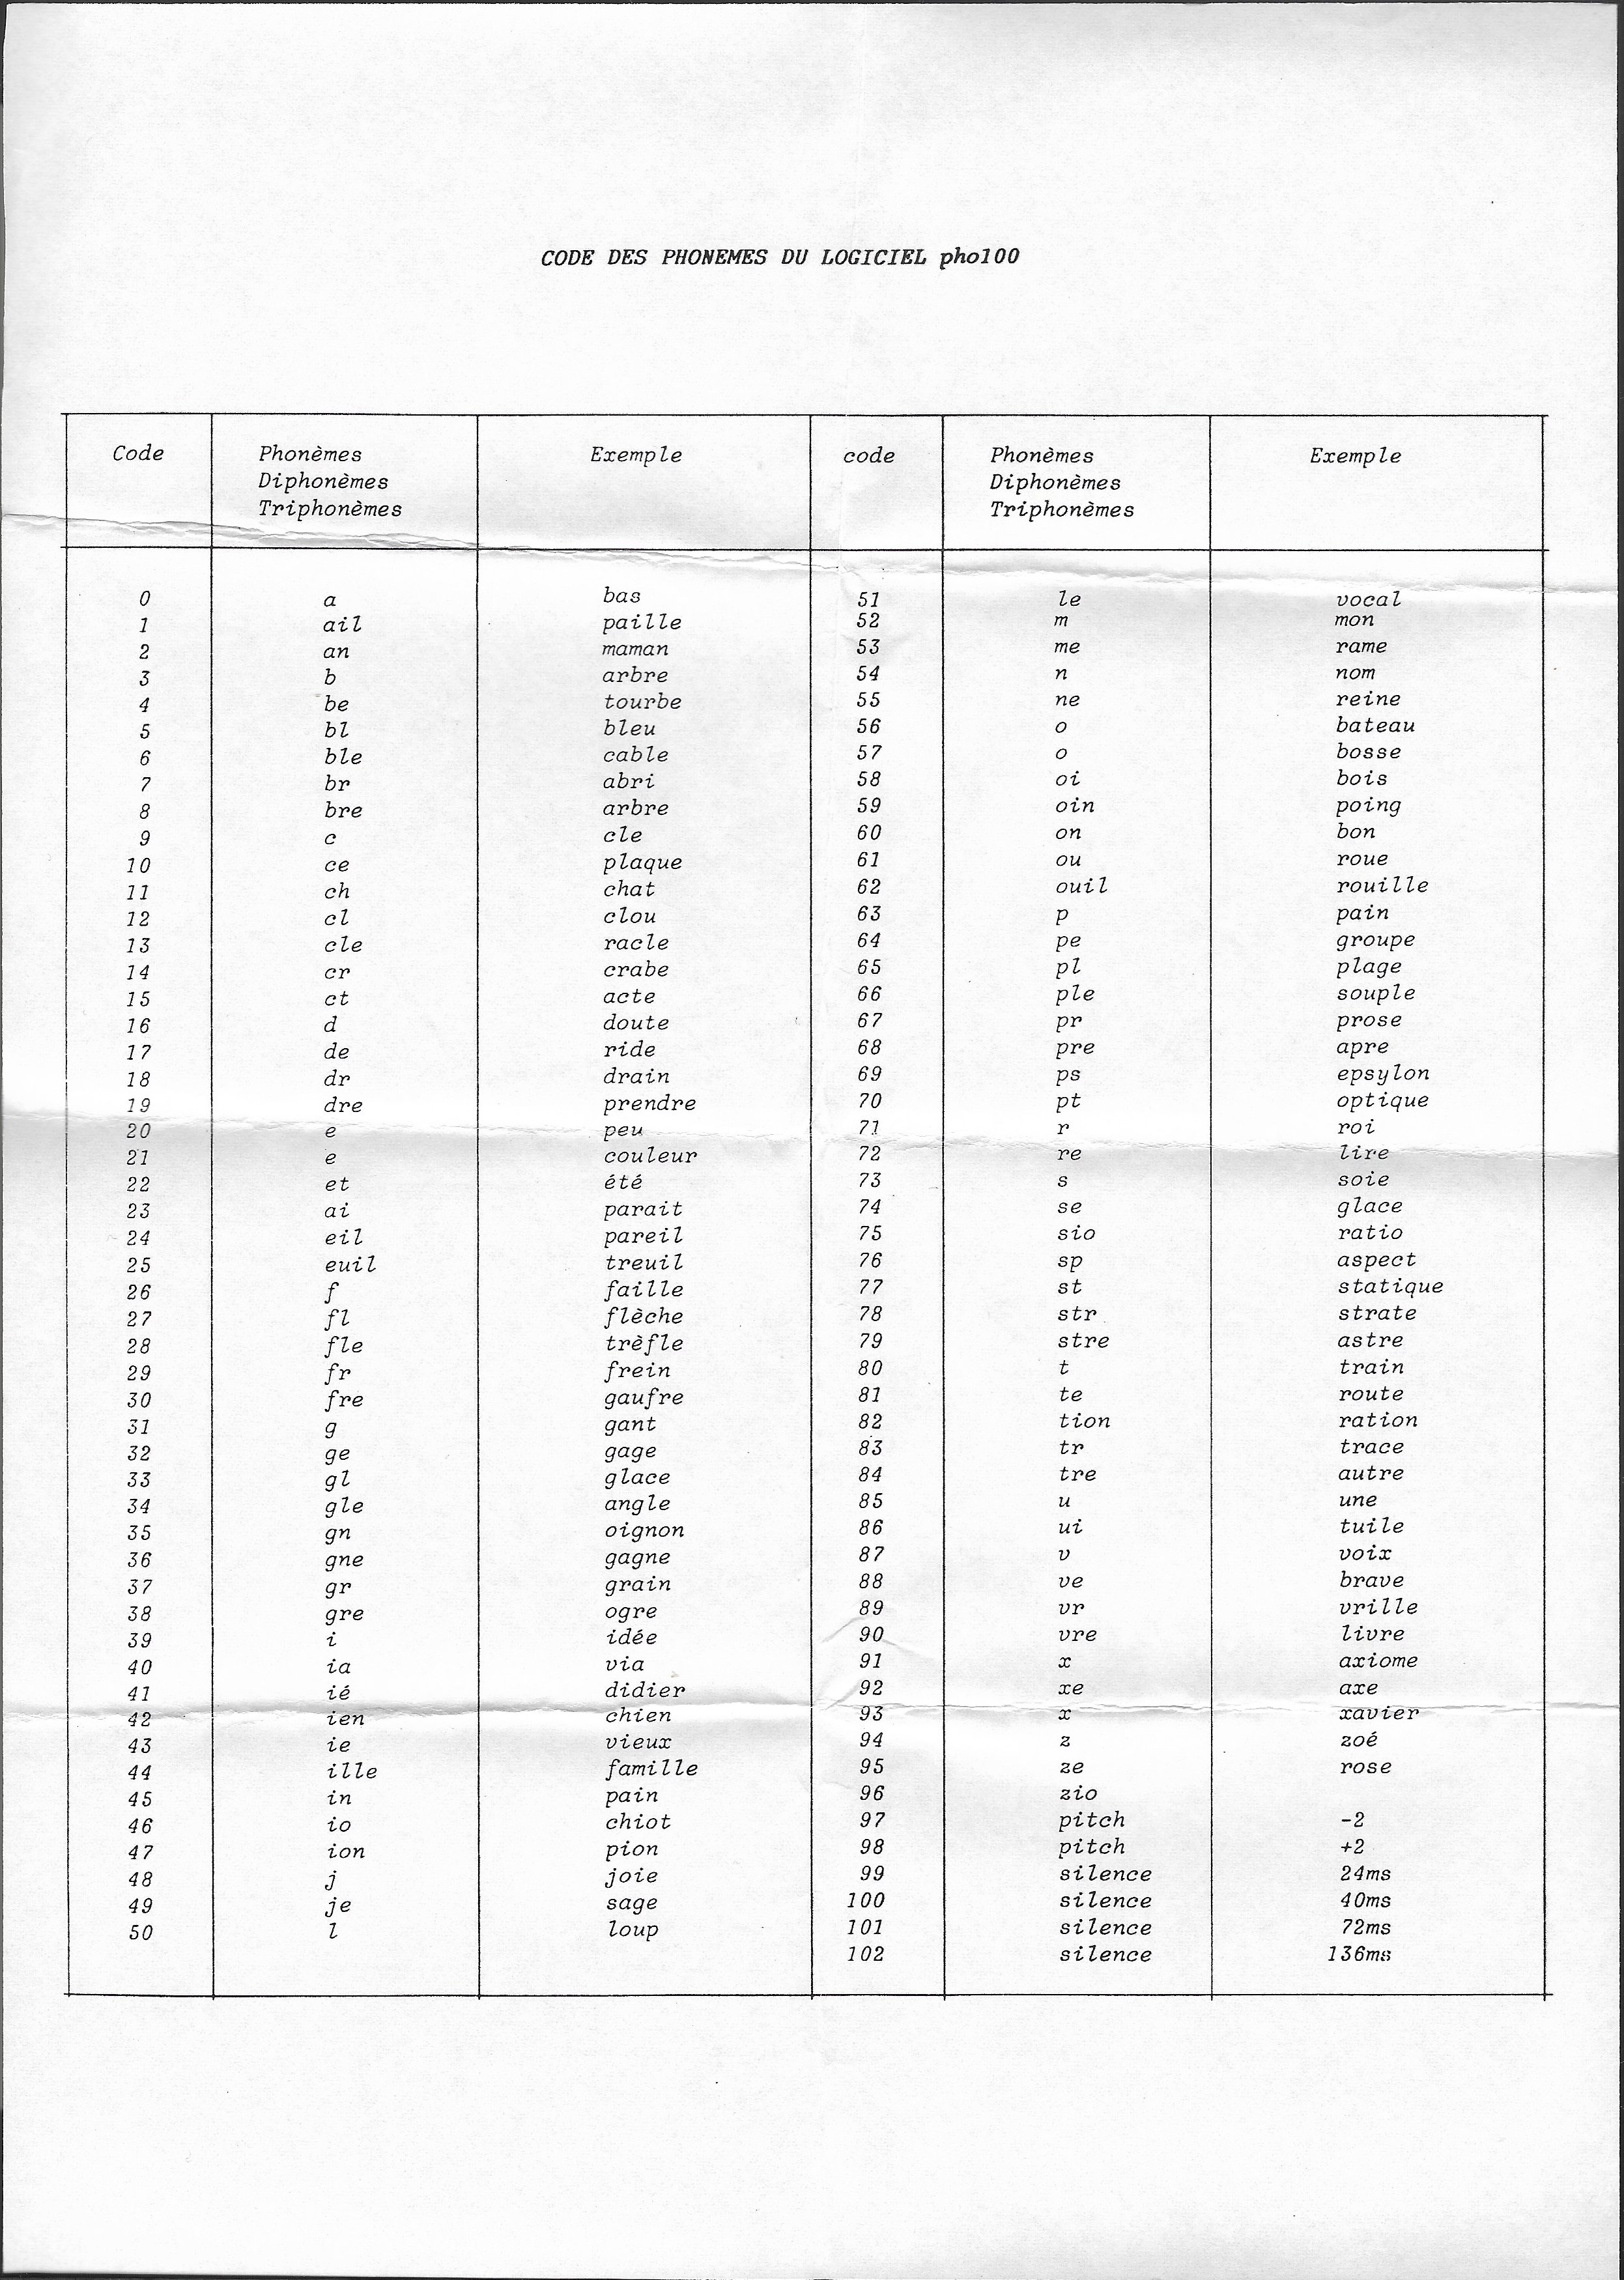 CODE DES PHONEMES DU LOGICIEL pho100
Code Phonèmes Exemple code Phonèmes Exemple
Diphonèmes Diphonèmes
Triphonèmes Triphonèmes
0 a bas 51 le vocal
1 ail paille 52 m mon
2 an maman 53 me rame
3 b arbre 54 n nom
4 be tourbe 55 ne reine
5 bl bleu 56 o bateau
6 ble cable 57 o bosse
7 br abri 58 oi bois
8 bre arbre 59 oin poing
9 c cle 60 on bon
10 ce plaque 61 ou roue
11 ch chat 62 ouil rouille
12 cl clou 63 p pain
13 cle racle 64 pe groupe
14 cr crabe 65 pl plage
15 ct acte 66 ple souple
16 d doute 67 pr prose
17 de ride 68 pre apre
18 dr drain 69 ps epsylon
19 dre prendre 70 pt optique
20 e peu 71 r roi
21 e couleur 72 re lire
22 et été 73 s soie
23 ai parait 74 se glace
24 eil pareil 75 sio ratio
25 euil treuil 76 sp aspect
26 f faille 77 st statique
27 fl flèche 78 str strate
28 fle trèfle 79 stre astre
29 fr frein 80 t train
30 fre gaufre 81 te route
31 g gant 82 tion ration
32 ge gage 83 tr trace
33 gl glace 84 tre autre
34 gle angle 85 u une
35 gn oignon 86 ui tuile
36 gne gagne 87 v voix
37 gr grain 88 ve brave
38 gre ogre 89 vr vrille
39 i idée 90 vre livre
40 ia via 91 x axiome
41 ié didier 92 xe axe
42 ien chien 93 x xavier
43 ie vieux 94 z zoé
44 ille famille 95 ze rose
45 in pain 96 zio
46 io chiot 97 pitch -2
47 ion pion 98 pitch +2
48 j joie 99 silence 24ms
49 je sage 100 silence 40ms
50 l loup 101 silence 72ms
102 silence 136ms